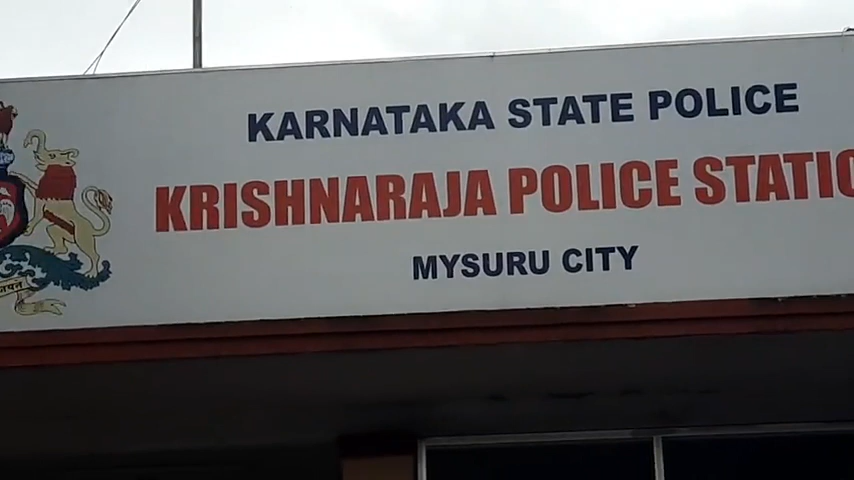 KARNATAKA STATE POLICE
KRISHNARAJA POLICE STATIO
MYSURU CITY